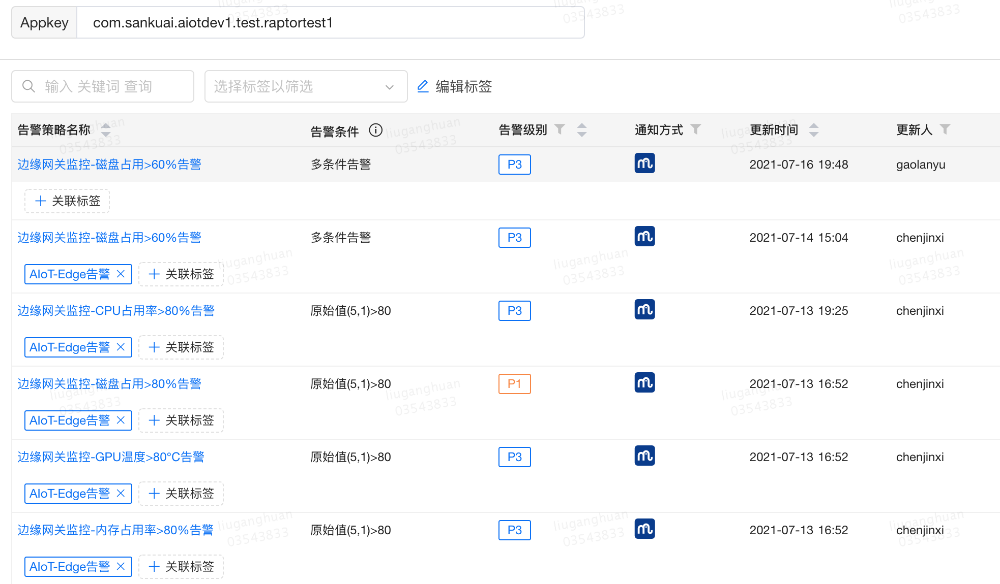 Appkey com.sankuai.aiotdev1.test.raptortest1
输入 关键词 查询 选择标签以筛选 编辑标签
告警策略名称 告警条件 告警级别 通知方式 更新时间 更新人
边缘网关监控-磁盘占用>60%告警 多条件告警 P3 2021-07-16 19:48 gaolanyu
关联标签
边缘网关监控-磁盘占用>60%告警 多条件告警 P3 2021-07-14 15:04 chenjinxi
AIoT-Edge告警 关联标签
边缘网关监控-CPU占用率>80%告警 原始值(5,1)>80 P3 2021-07-13 19:25 chenjinxi
AIoT-Edge告警 关联标签
边缘网关监控-磁盘占用>80%告警 原始值(5,1)>80 P1 2021-07-13 16:52 chenjinxi
AIoT-Edge告警 关联标签
边缘网关监控-GPU温度>80°C告警 原始值(5,1)>80 P3 2021-07-13 16:52 chenjinxi
AIoT-Edge告警 关联标签
边缘网关监控-内存占用率>80%告警 原始值(5,1)>80 P3 2021-07-13 16:52 chenjinxi
AIoT-Edge告警 关联标签
liuganghuan
03543833